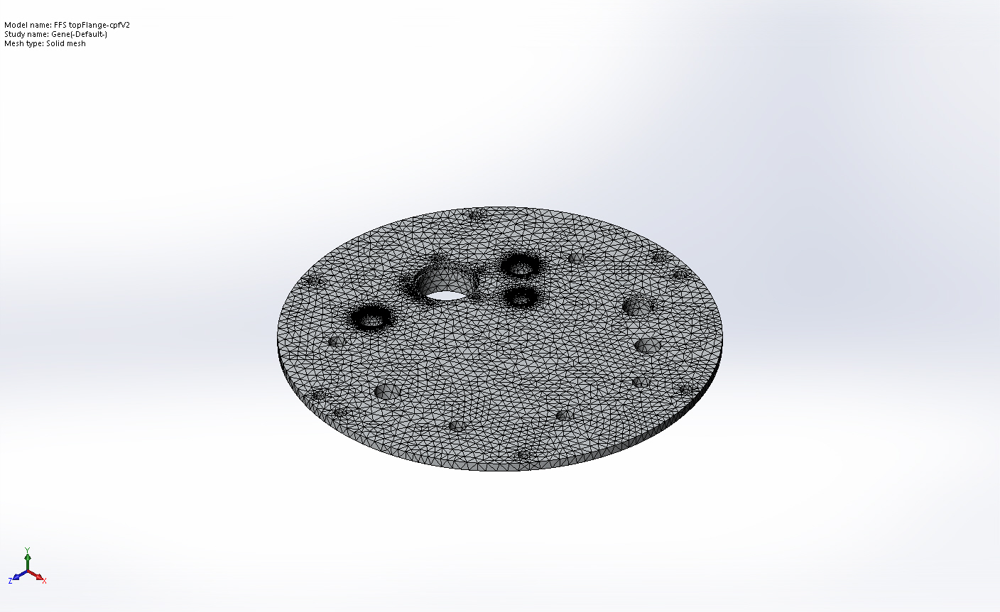 Model name: FFS topFlange-cpfV2
Study name: Gene(-Default-)
Mesh type: Solid mesh
Y
Z
X